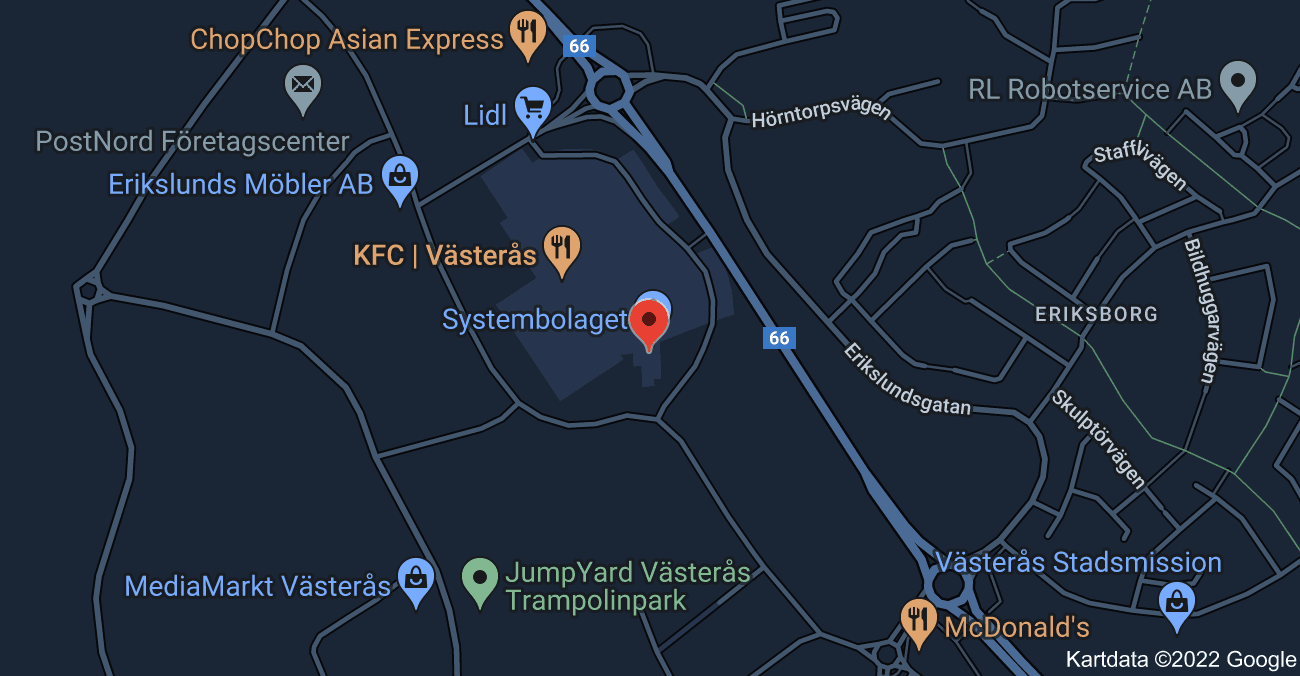 ChopChop Asian Express
66
RL Robotservice AB
Lidl
Hörntorpsvägen
PostNord Företagscenter
Stafflivägen
Erikslunds Möbler AB
KFC | Västerås
Bildhuggarvägen
Systembolaget
ERIKSBORG
66
Erikslundsgatan
Skulptörvägen
Västerås Stadsmission
MediaMarkt Västerås
JumpYard Västerås
Trampolinpark
McDonald's
Kartdata ©2022 Google